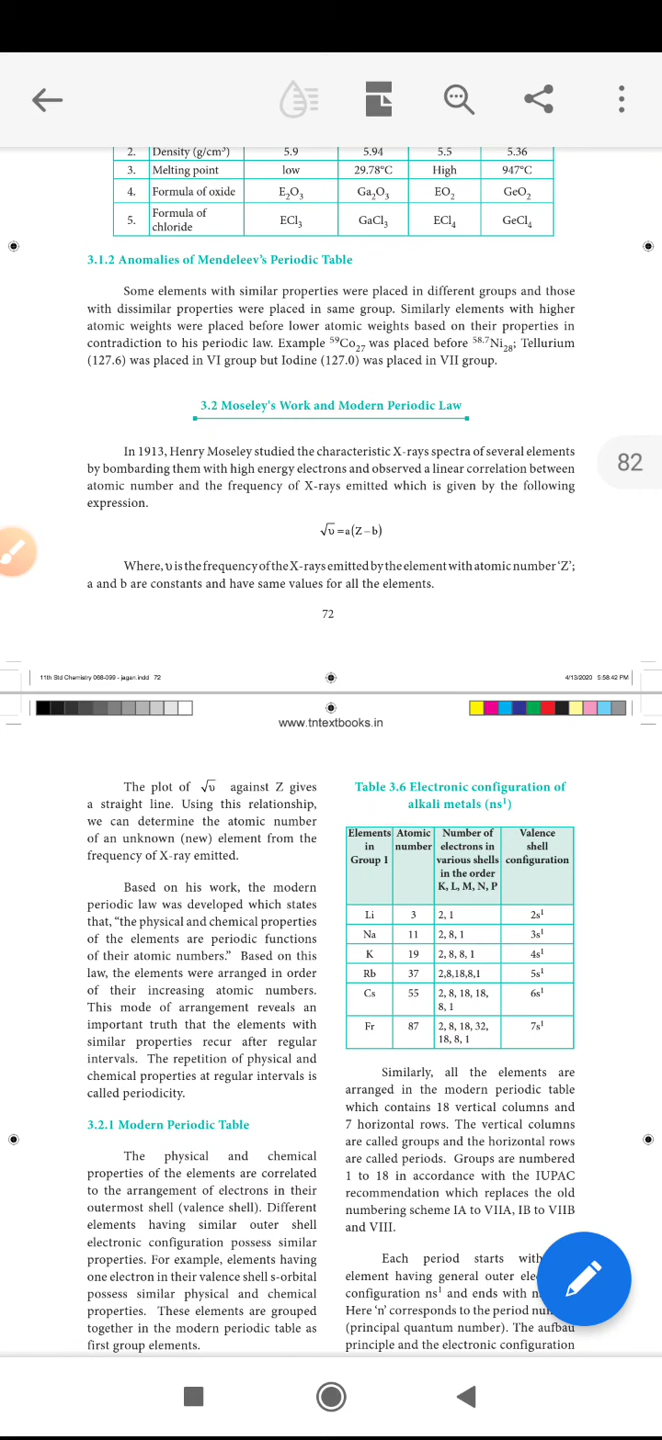 2. Density (g/cm³) 5.9 5.94 5.5 5.36
3. Melting point low 29.78°C High 947°C
4. Formula of oxide E₂O₃ Ga₂O₃ EO₂ GeO₂
5. Formula of chloride ECl₃ GaCl₃ ECl₄ GeCl₄
3.1.2 Anomalies of Mendeleev's Periodic Table
Some elements with similar properties were placed in different groups and those
with dissimilar properties were placed in same group. Similarly elements with higher
atomic weights were placed before lower atomic weights based on their properties in
contradiction to his periodic law. Example ⁵⁹Co₂₇ was placed before ⁵⁸·⁷Ni₂₈; Tellurium
(127.6) was placed in VI group but Iodine (127.0) was placed in VII group.
3.2 Moseley's Work and Modern Periodic Law
In 1913, Henry Moseley studied the characteristic X-rays spectra of several elements
by bombarding them with high energy electrons and observed a linear correlation between
atomic number and the frequency of X-rays emitted which is given by the following
expression.
82
√υ =a(Z−b)
Where, υ is the frequency of the X-rays emitted by the element with atomic number 'Z';
a and b are constants and have same values for all the elements.
72
11th Std Chemistry 068-099 - jagan.indd 72
4/13/2020 5:58:42 PM
www.tntextbooks.in
The plot of √υ against Z gives
a straight line. Using this relationship,
we can determine the atomic number
of an unknown (new) element from the
frequency of X-ray emitted.
Based on his work, the modern
periodic law was developed which states
that, "the physical and chemical properties
of the elements are periodic functions
of their atomic numbers." Based on this
law, the elements were arranged in order
of their increasing atomic numbers.
This mode of arrangement reveals an
important truth that the elements with
similar properties recur after regular
intervals. The repetition of physical and
chemical properties at regular intervals is
called periodicity.
3.2.1 Modern Periodic Table
The physical and chemical
properties of the elements are correlated
to the arrangement of electrons in their
outermost shell (valence shell). Different
elements having similar outer shell
electronic configuration possess similar
properties. For example, elements having
one electron in their valence shell s-orbital
possess similar physical and chemical
properties. These elements are grouped
together in the modern periodic table as
first group elements.
Table 3.6 Electronic configuration of
alkali metals (ns¹)
Elements in Group 1 Atomic number Number of electrons in various shells in the order K, L, M, N, P Valence shell configuration
Li 3 2, 1 2s¹
Na 11 2, 8, 1 3s¹
K 19 2, 8, 8, 1 4s¹
Rb 37 2,8,18,8,1 5s¹
Cs 55 2, 8, 18, 18, 8, 1 6s¹
Fr 87 2, 8, 18, 32, 18, 8, 1 7s¹
Similarly, all the elements are
arranged in the modern periodic table
which contains 18 vertical columns and
7 horizontal rows. The vertical columns
are called groups and the horizontal rows
are called periods. Groups are numbered
1 to 18 in accordance with the IUPAC
recommendation which replaces the old
numbering scheme IA to VIIA, IB to VIIB
and VIII.
Each period starts with
element having general outer
configuration ns¹ and ends with
Here 'n' corresponds to the period
(principal quantum number). The aufbau
principle and the electronic configuration